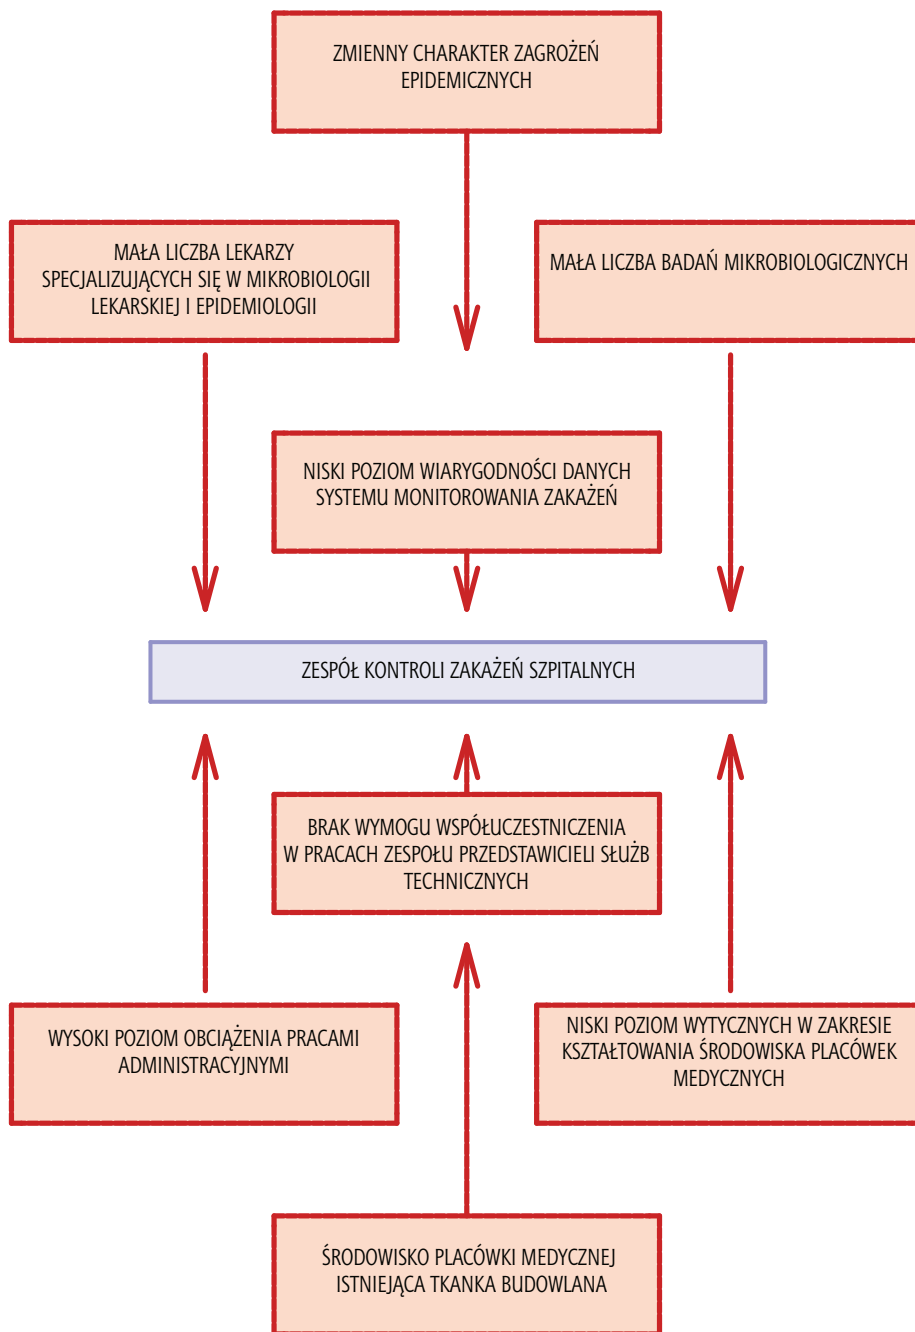 ZMIENNY CHARAKTER ZAGROŻEŃ
EPIDEMICZNYCH
MAŁA LICZBA LEKARZY
SPECJALIZUJĄCYCH SIĘ W MIKROBIOLOGII
LEKARSKIEJ I EPIDEMIOLOGII
MAŁA LICZBA BADAŃ MIKROBIOLOGICZNYCH
NISKI POZIOM WIARYGODNOŚCI DANYCH
SYSTEMU MONITOROWANIA ZAKAŻEŃ
ZESPÓŁ KONTROLI ZAKAŻEŃ SZPITALNYCH
BRAK WYMOGU WSPÓŁUCZESTNICZENIA
W PRACACH ZESPOŁU PRZEDSTAWICIELI SŁUŻB
TECHNICZNYCH
WYSOKI POZIOM OBCIĄŻENIA PRACAMI
ADMINISTRACYJNYMI
NISKI POZIOM WYTYCZNYCH W ZAKRESIE
KSZTAŁTOWANIA ŚRODOWISKA PLACÓWEK
MEDYCZNYCH
ŚRODOWISKO PLACÓWKI MEDYCZNEJ
ISTNIEJĄCA TKANKA BUDOWLANA